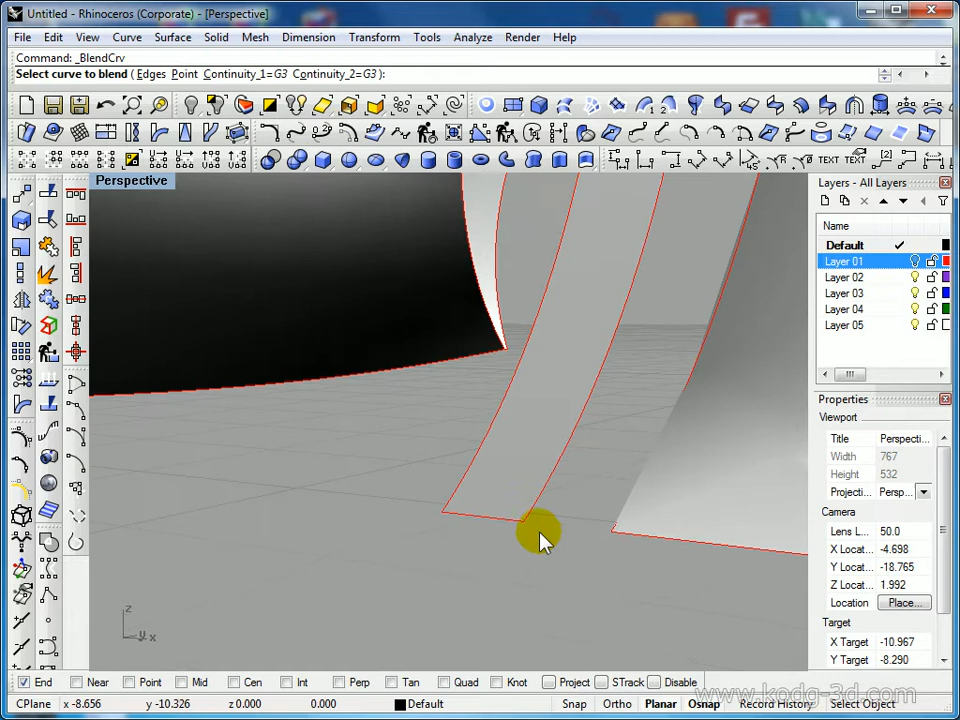 Untitled - Rhinoceros (Corporate) - [Perspective]
File Edit View Curve Surface Solid Mesh Dimension Transform Tools Analyze Render Help
Command: _BlendCrv
Select curve to blend (Edges Point Continuity_1=G3 Continuity_2=G3):
TEXT TEXT
Perspective
Layers - All Layers
Name
Default
Layer 01
Layer 02
Layer 03
Layer 04
Layer 05
Properties
Viewport
Title Perspecti...
Width 767
Height 532
Projecti... Persp...
Camera
Lens L... 50.0
X Locat... -4.698
Y Locat... -18.765
Z Locat... 1.992
Location Place...
Target
X Target -10.967
Y Target -8.290
z
y x
End Near Point Mid Cen Int Perp Tan Quad Knot Project STrack Disable
www.kodg-3d.com
CPlane x -8.656 y -10.326 z 0.000 0.000 Default Snap Ortho Planar Osnap Record History Select Object